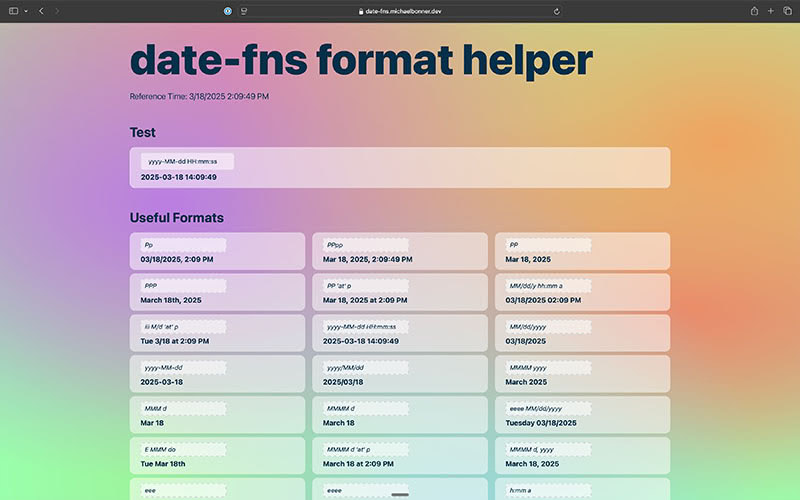 date-fns.michaelbonner.dev
date-fns format helper
Reference Time: 3/18/2025 2:09:49 PM
Test
yyyy-MM-dd HH:mm:ss
2025-03-18 14:09:49
Useful Formats
Pp
03/18/2025, 2:09 PM
PPpp
Mar 18, 2025, 2:09:49 PM
PP
Mar 18, 2025
PPP
March 18th, 2025
PP 'at' p
Mar 18, 2025 at 2:09 PM
MM/dd/y hh:mm a
03/18/2025 02:09 PM
iii M/d 'at' p
Tue 3/18 at 2:09 PM
yyyy-MM-dd HH:mm:ss
2025-03-18 14:09:49
MM/dd/yyyy
03/18/2025
yyyy-MM-dd
2025-03-18
yyyy/MM/dd
2025/03/18
MMMM yyyy
March 2025
MMM d
Mar 18
MMMM d
March 18
eeee MM/dd/yyyy
Tuesday 03/18/2025
E MMM do
Tue Mar 18th
MMMM d 'at' p
March 18 at 2:09 PM
MMMM d, yyyy
March 18, 2025
eee
eeee
h:mm a